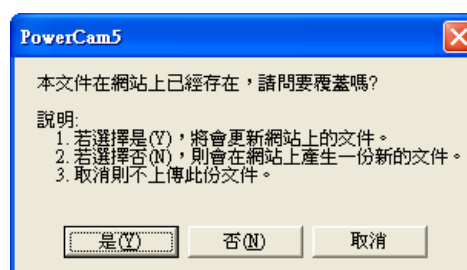 PowerCam5
本文件在網站上已經存在，請問要覆蓋嗎?
說明:
1. 若選擇是(Y)，將會更新網站上的文件。
2. 若選擇否(N)，則會在網站上產生一份新的文件。
3. 取消則不上傳此份文件。
是(Y) 否(N) 取消